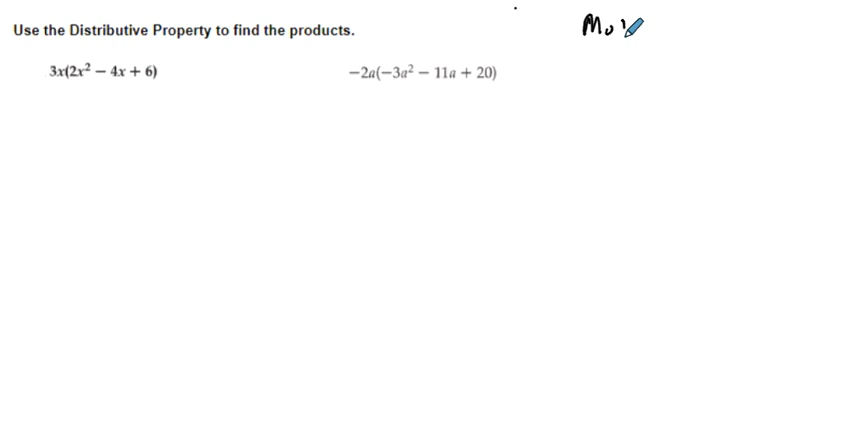 Use the Distributive Property to find the products.
3x(2x² – 4x + 6)
−2a(−3a² – 11a + 20)